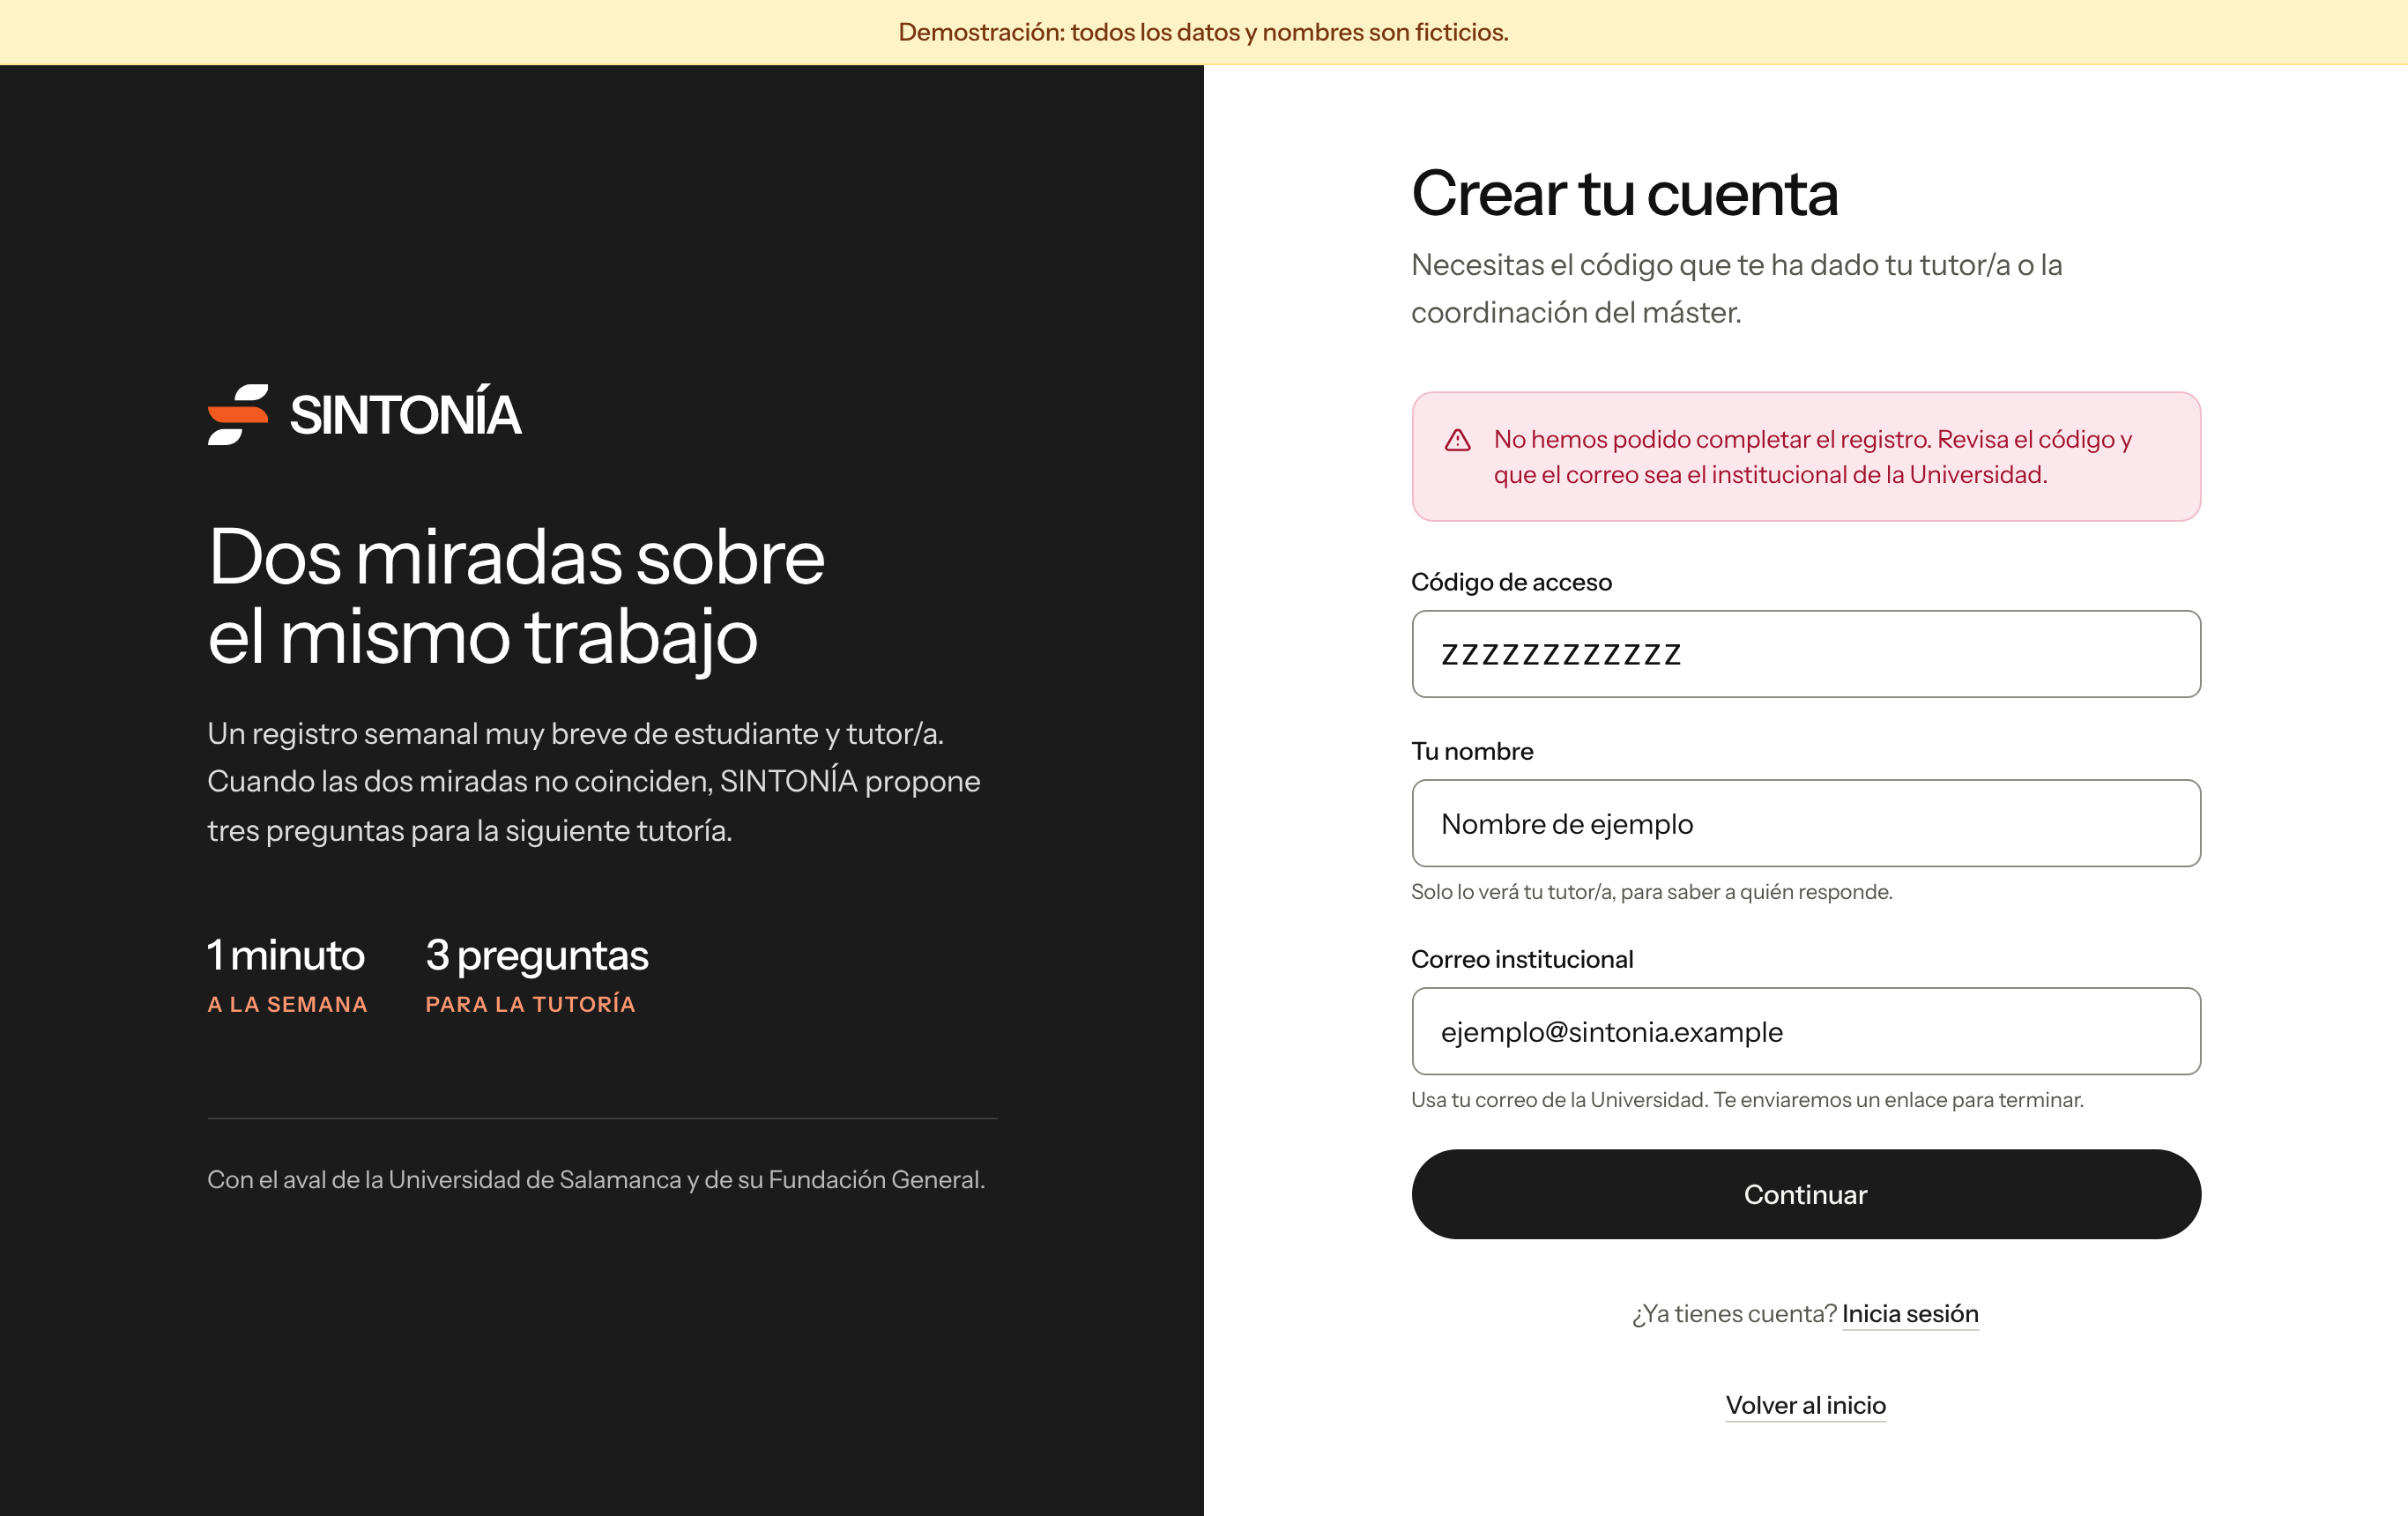 Demostración: todos los datos y nombres son ficticios.
SINTONÍA
Dos miradas sobre
el mismo trabajo
Un registro semanal muy breve de estudiante y tutor/a.
Cuando las dos miradas no coinciden, SINTONÍA propone
tres preguntas para la siguiente tutoría.
1 minuto
A LA SEMANA
3 preguntas
PARA LA TUTORÍA
Con el aval de la Universidad de Salamanca y de su Fundación General.
Crear tu cuenta
Necesitas el código que te ha dado tu tutor/a o la
coordinación del máster.
No hemos podido completar el registro. Revisa el código y
que el correo sea el institucional de la Universidad.
Código de acceso
ZZZZZZZZZZZZ
Tu nombre
Nombre de ejemplo
Solo lo verá tu tutor/a, para saber a quién responde.
Correo institucional
ejemplo@sintonia.example
Usa tu correo de la Universidad. Te enviaremos un enlace para terminar.
Continuar
¿Ya tienes cuenta? Inicia sesión
Volver al inicio